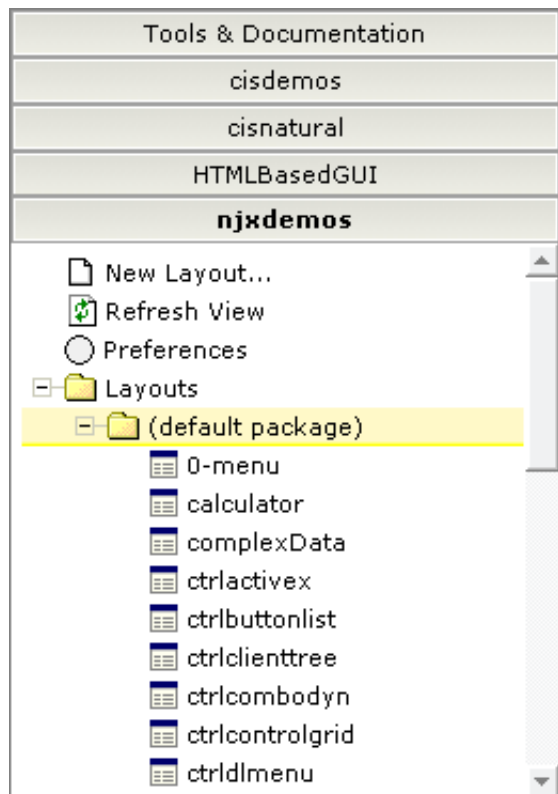 Tools & Documentation
cisdemos
cisnatural
HTMLBasedGUI
njxdemos
New Layout...
Refresh View
Preferences
Layouts
(default package)
0-menu
calculator
complexData
ctrlactivex
ctrlbuttonlist
ctrlclienttree
ctrlcombodyn
ctrlcontrolgrid
ctrldlmenu